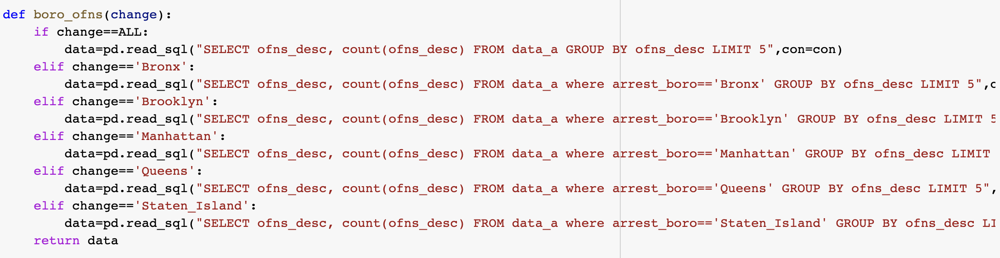 def boro_ofns(change):
    if change==ALL:
        data=pd.read_sql("SELECT ofns_desc, count(ofns_desc) FROM data_a GROUP BY ofns_desc LIMIT 5",con=con)
    elif change=='Bronx':
        data=pd.read_sql("SELECT ofns_desc, count(ofns_desc) FROM data_a where arrest_boro=='Bronx' GROUP BY ofns_desc LIMIT 5",c
    elif change=='Brooklyn':
        data=pd.read_sql("SELECT ofns_desc, count(ofns_desc) FROM data_a where arrest_boro=='Brooklyn' GROUP BY ofns_desc LIMIT 5
    elif change=='Manhattan':
        data=pd.read_sql("SELECT ofns_desc, count(ofns_desc) FROM data_a where arrest_boro=='Manhattan' GROUP BY ofns_desc LIMIT
    elif change=='Queens':
        data=pd.read_sql("SELECT ofns_desc, count(ofns_desc) FROM data_a where arrest_boro=='Queens' GROUP BY ofns_desc LIMIT 5",
    elif change=='Staten_Island':
        data=pd.read_sql("SELECT ofns_desc, count(ofns_desc) FROM data_a where arrest_boro=='Staten_Island' GROUP BY ofns_desc LI
    return data